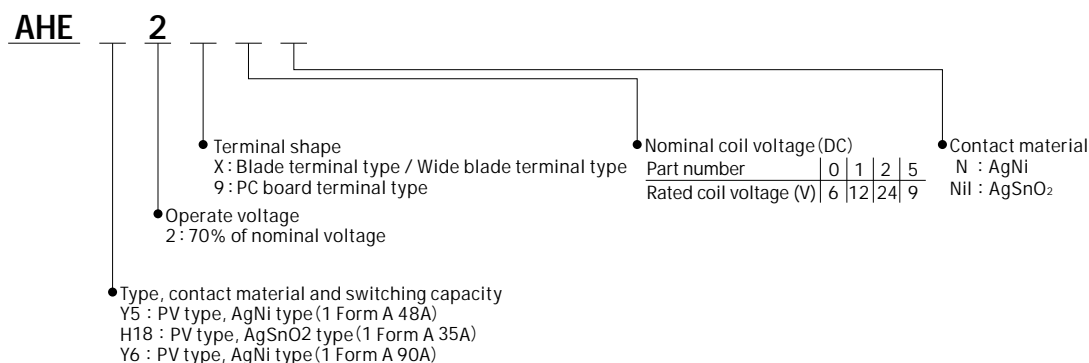 AHE 2
Terminal shape
X : Blade terminal type / Wide blade terminal type
9 : PC board terminal type
Nominal coil voltage (DC)
Part number 0 1 2 5
Rated coil voltage (V) 6 12 24 9
Contact material
N : AgNi
Nil : AgSnO₂
Operate voltage
2 : 70% of nominal voltage
Type, contact material and switching capacity
Y5 : PV type, AgNi type (1 Form A 48A)
H18 : PV type, AgSnO2 type (1 Form A 35A)
Y6 : PV type, AgNi type (1 Form A 90A)